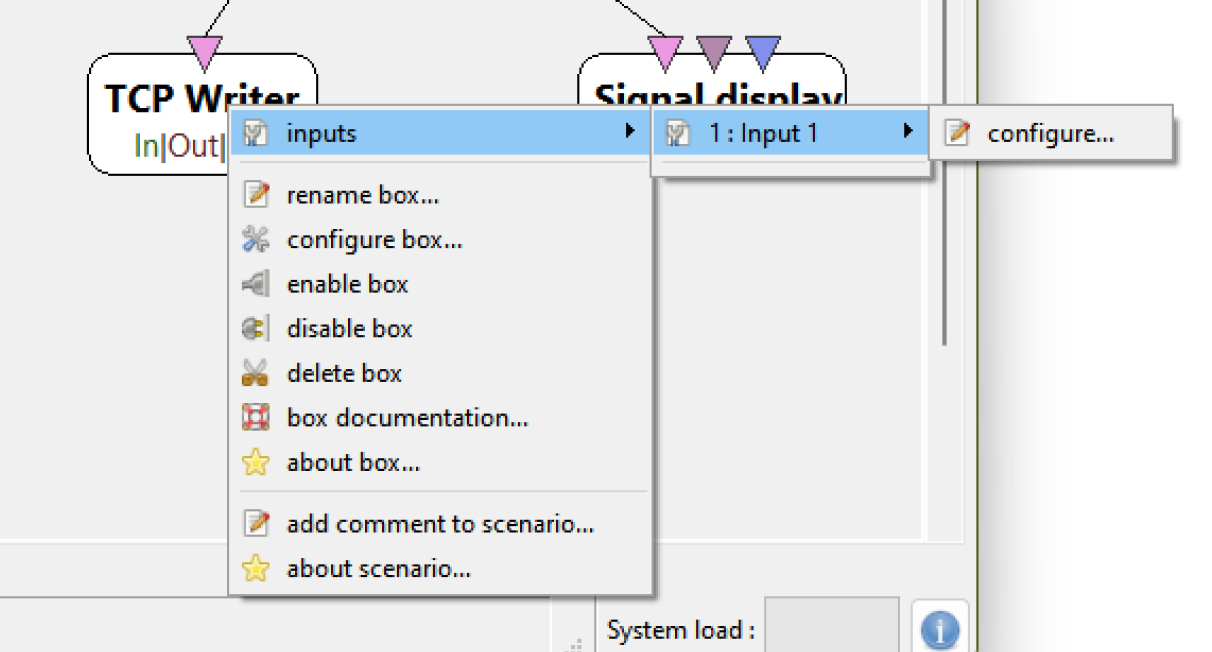 TCP Writer
In|Out|
Signal display
inputs
1 : Input 1
configure...
rename box...
configure box...
enable box
disable box
delete box
box documentation...
about box...
add comment to scenario...
about scenario...
System load :
i